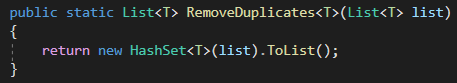 public static List<T> RemoveDuplicates<T>(List<T> list)
{
    return new HashSet<T>(list).ToList();
}